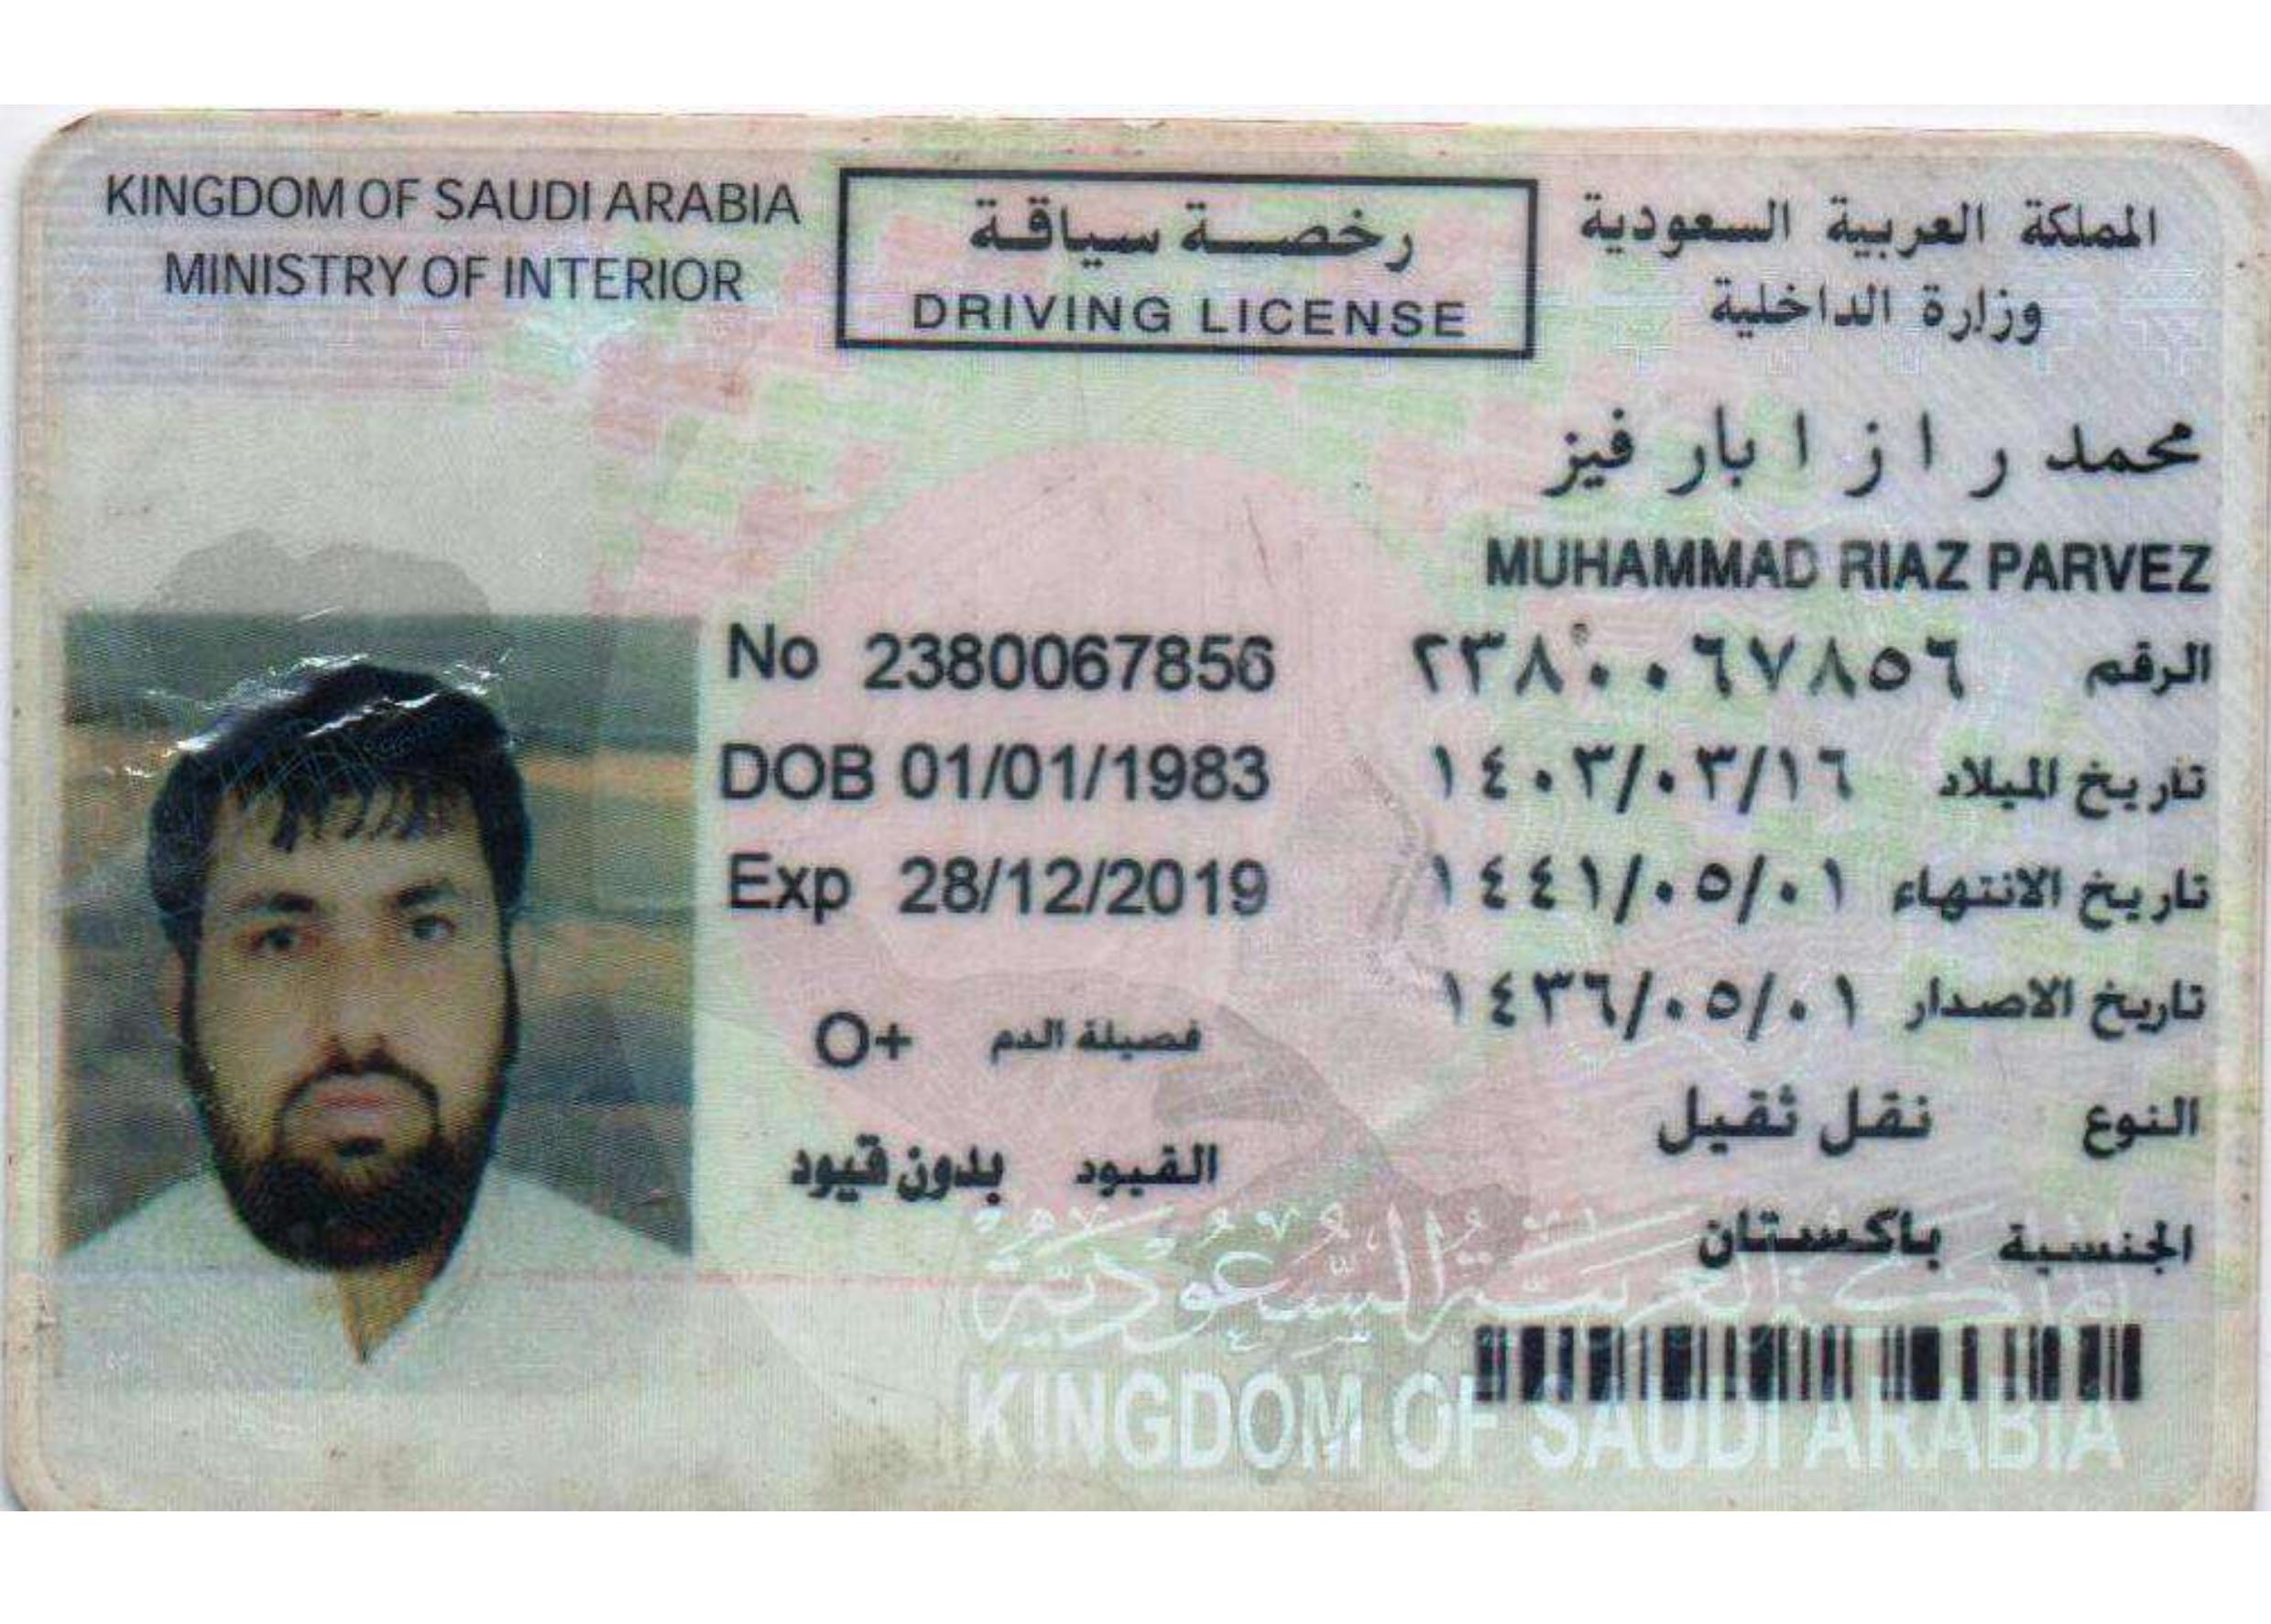 KINGDOM OF SAUDI ARABIA
MINISTRY OF INTERIOR
رخصة سياقة
DRIVING LICENSE
المملكة العربية السعودية
وزارة الداخلية
محمد ر ا ز ا بار فيز
MUHAMMAD RIAZ PARVEZ
No 2380067856
الرقم ٢٣٨٠٠٦٧٨٥٦
DOB 01/01/1983
تاريخ الميلاد ١٤٠٣/٠٣/١٦
Exp 28/12/2019
تاريخ الانتهاء ١٤٤١/٠٥/٠١
تاريخ الاصدار ١٤٣٦/٠٥/٠١
فصيلة الدم O+
النوع نقل ثقيل
القيود بدون قيود
الجنسية باكستان
المملكة العربية السعودية
KINGDOM OF SAUDI ARABIA